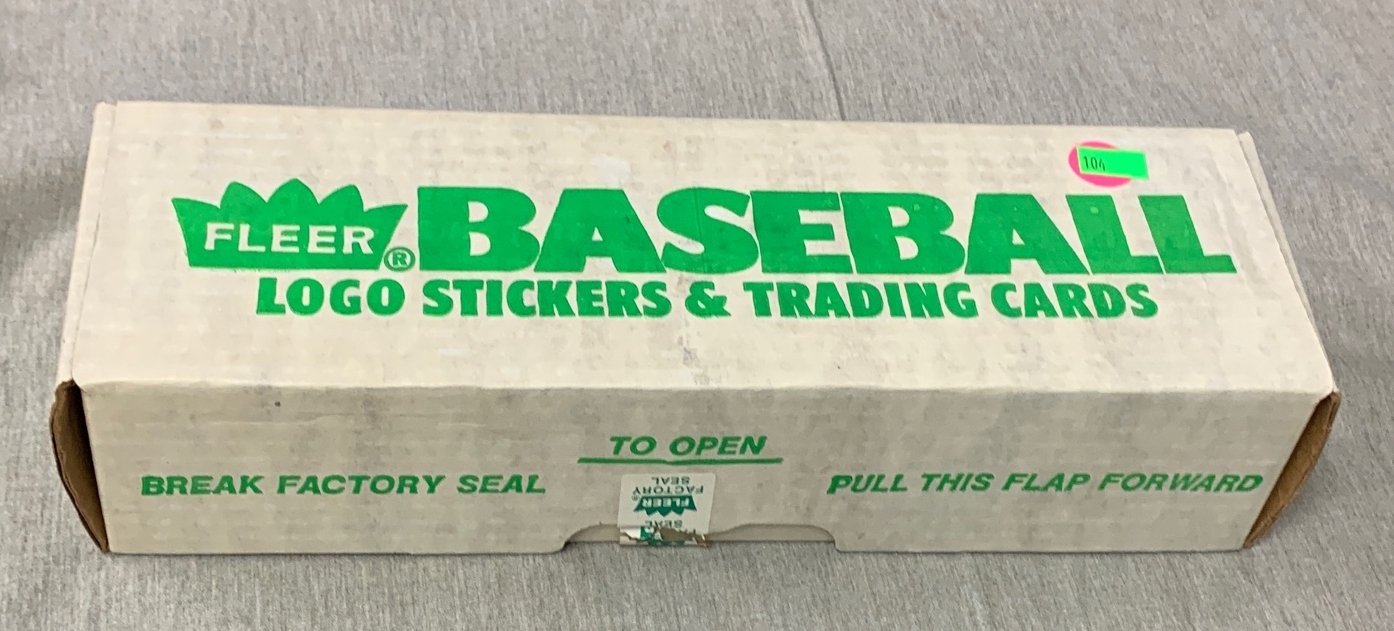 104
FLEER® BASEBALL
LOGO STICKERS & TRADING CARDS
TO OPEN
BREAK FACTORY SEAL
PULL THIS FLAP FORWARD
FLEER®
FACTORY
SEAL
SEAL